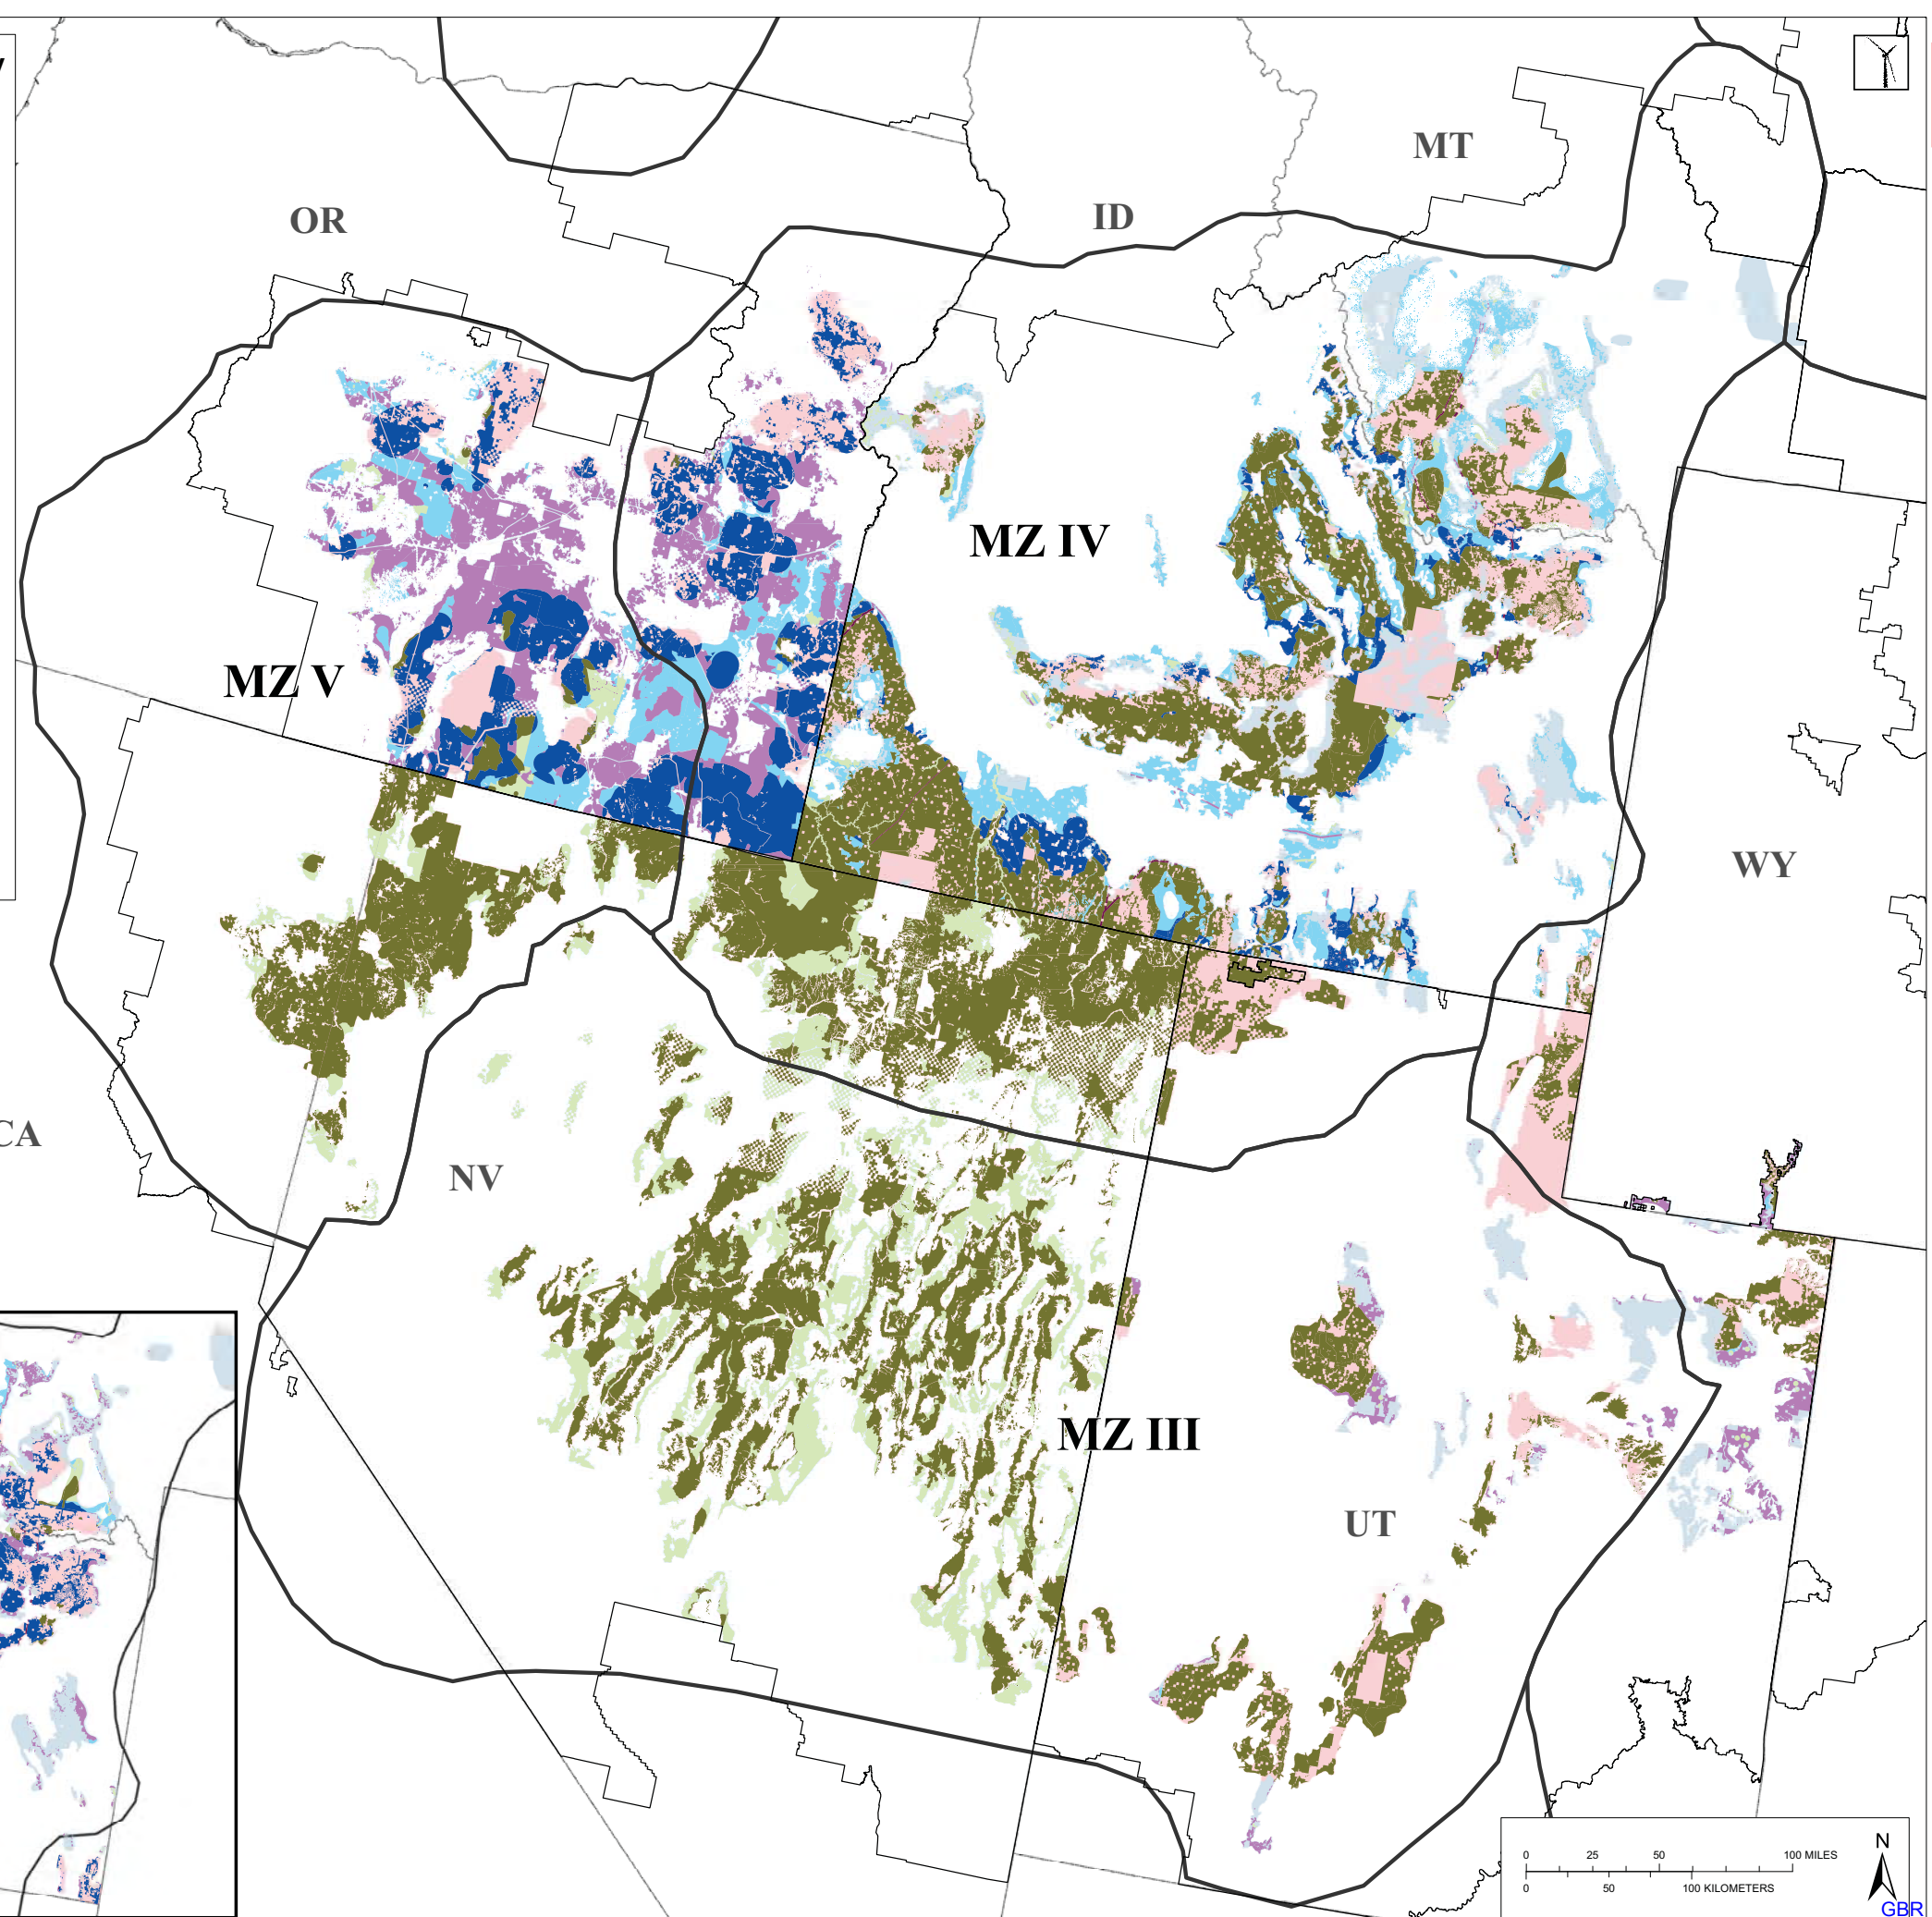 MT
OR
ID
MZ IV
MZ V
WY
CA
NV
MZ III
UT
0 25 50 100 MILES
0 50 100 KILOMETERS
N
GBR